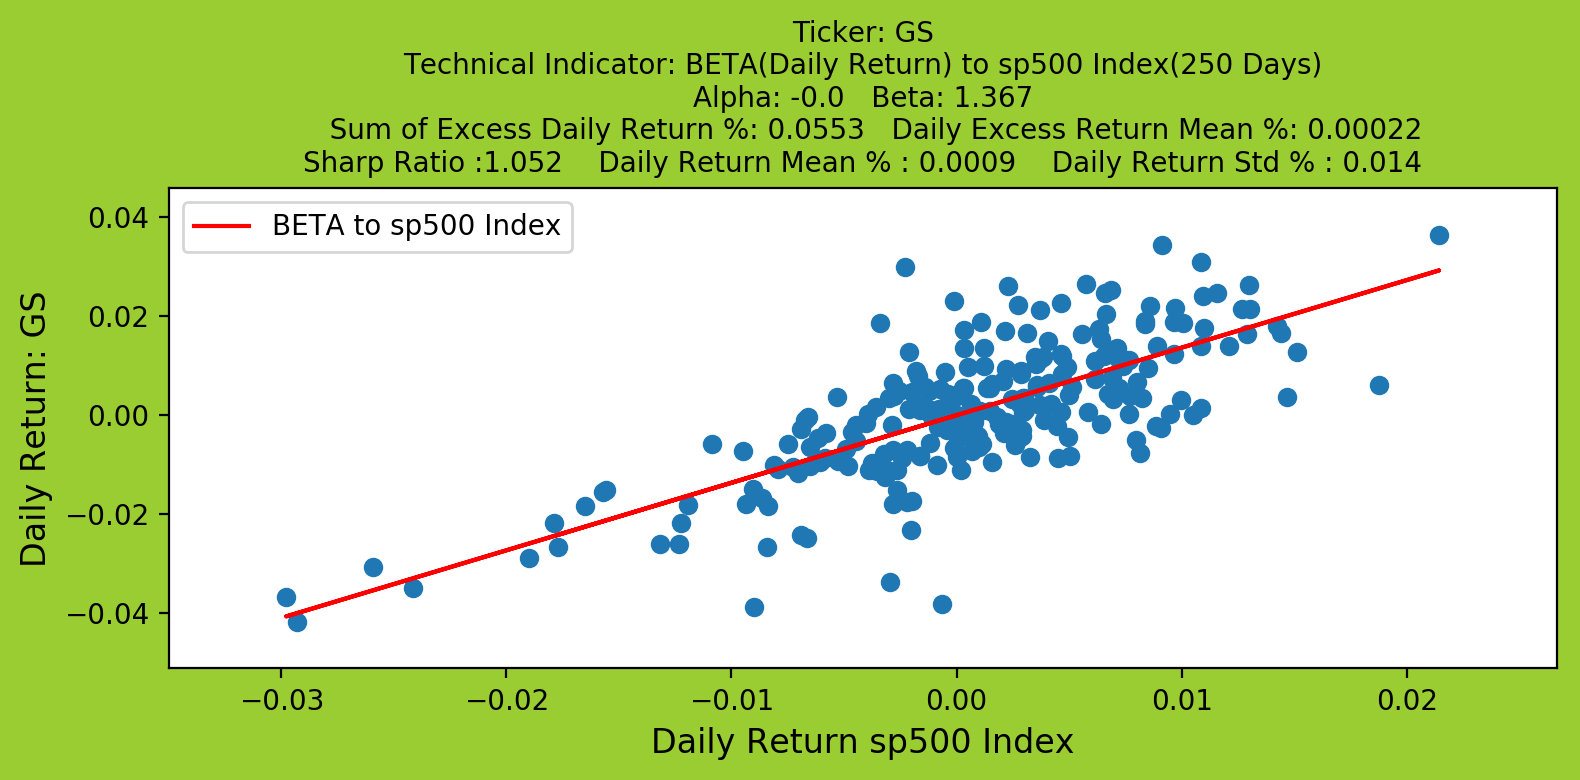 Ticker: GS
Technical Indicator: BETA(Daily Return) to sp500 Index(250 Days)
Alpha: -0.0 Beta: 1.367
Sum of Excess Daily Return %: 0.0553 Daily Excess Return Mean %: 0.00022
Sharp Ratio :1.052 Daily Return Mean % : 0.0009 Daily Return Std % : 0.014
BETA to sp500 Index
Daily Return: GS
0.04
0.02
0.00
−0.02
−0.04
−0.03 −0.02 −0.01 0.00 0.01 0.02
Daily Return sp500 Index